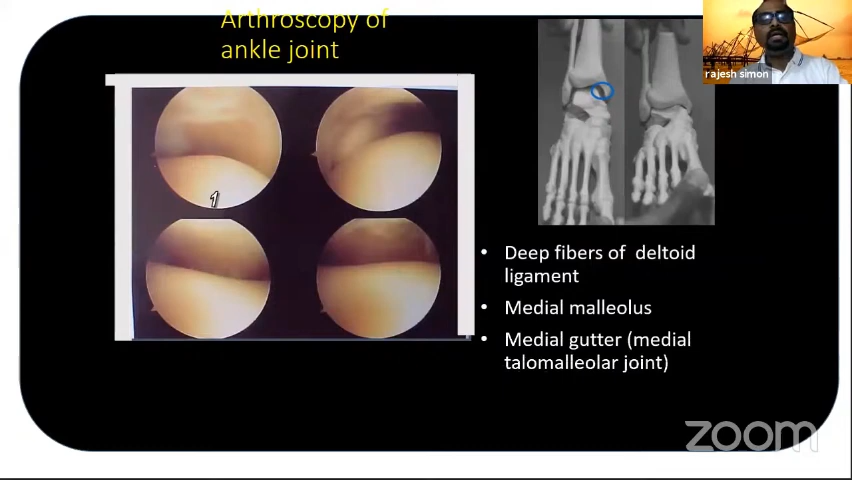 Arthroscopy of
ankle joint
rajesh simon
1
• Deep fibers of deltoid
ligament
• Medial malleolus
• Medial gutter (medial
talomalleolar joint)
zoom